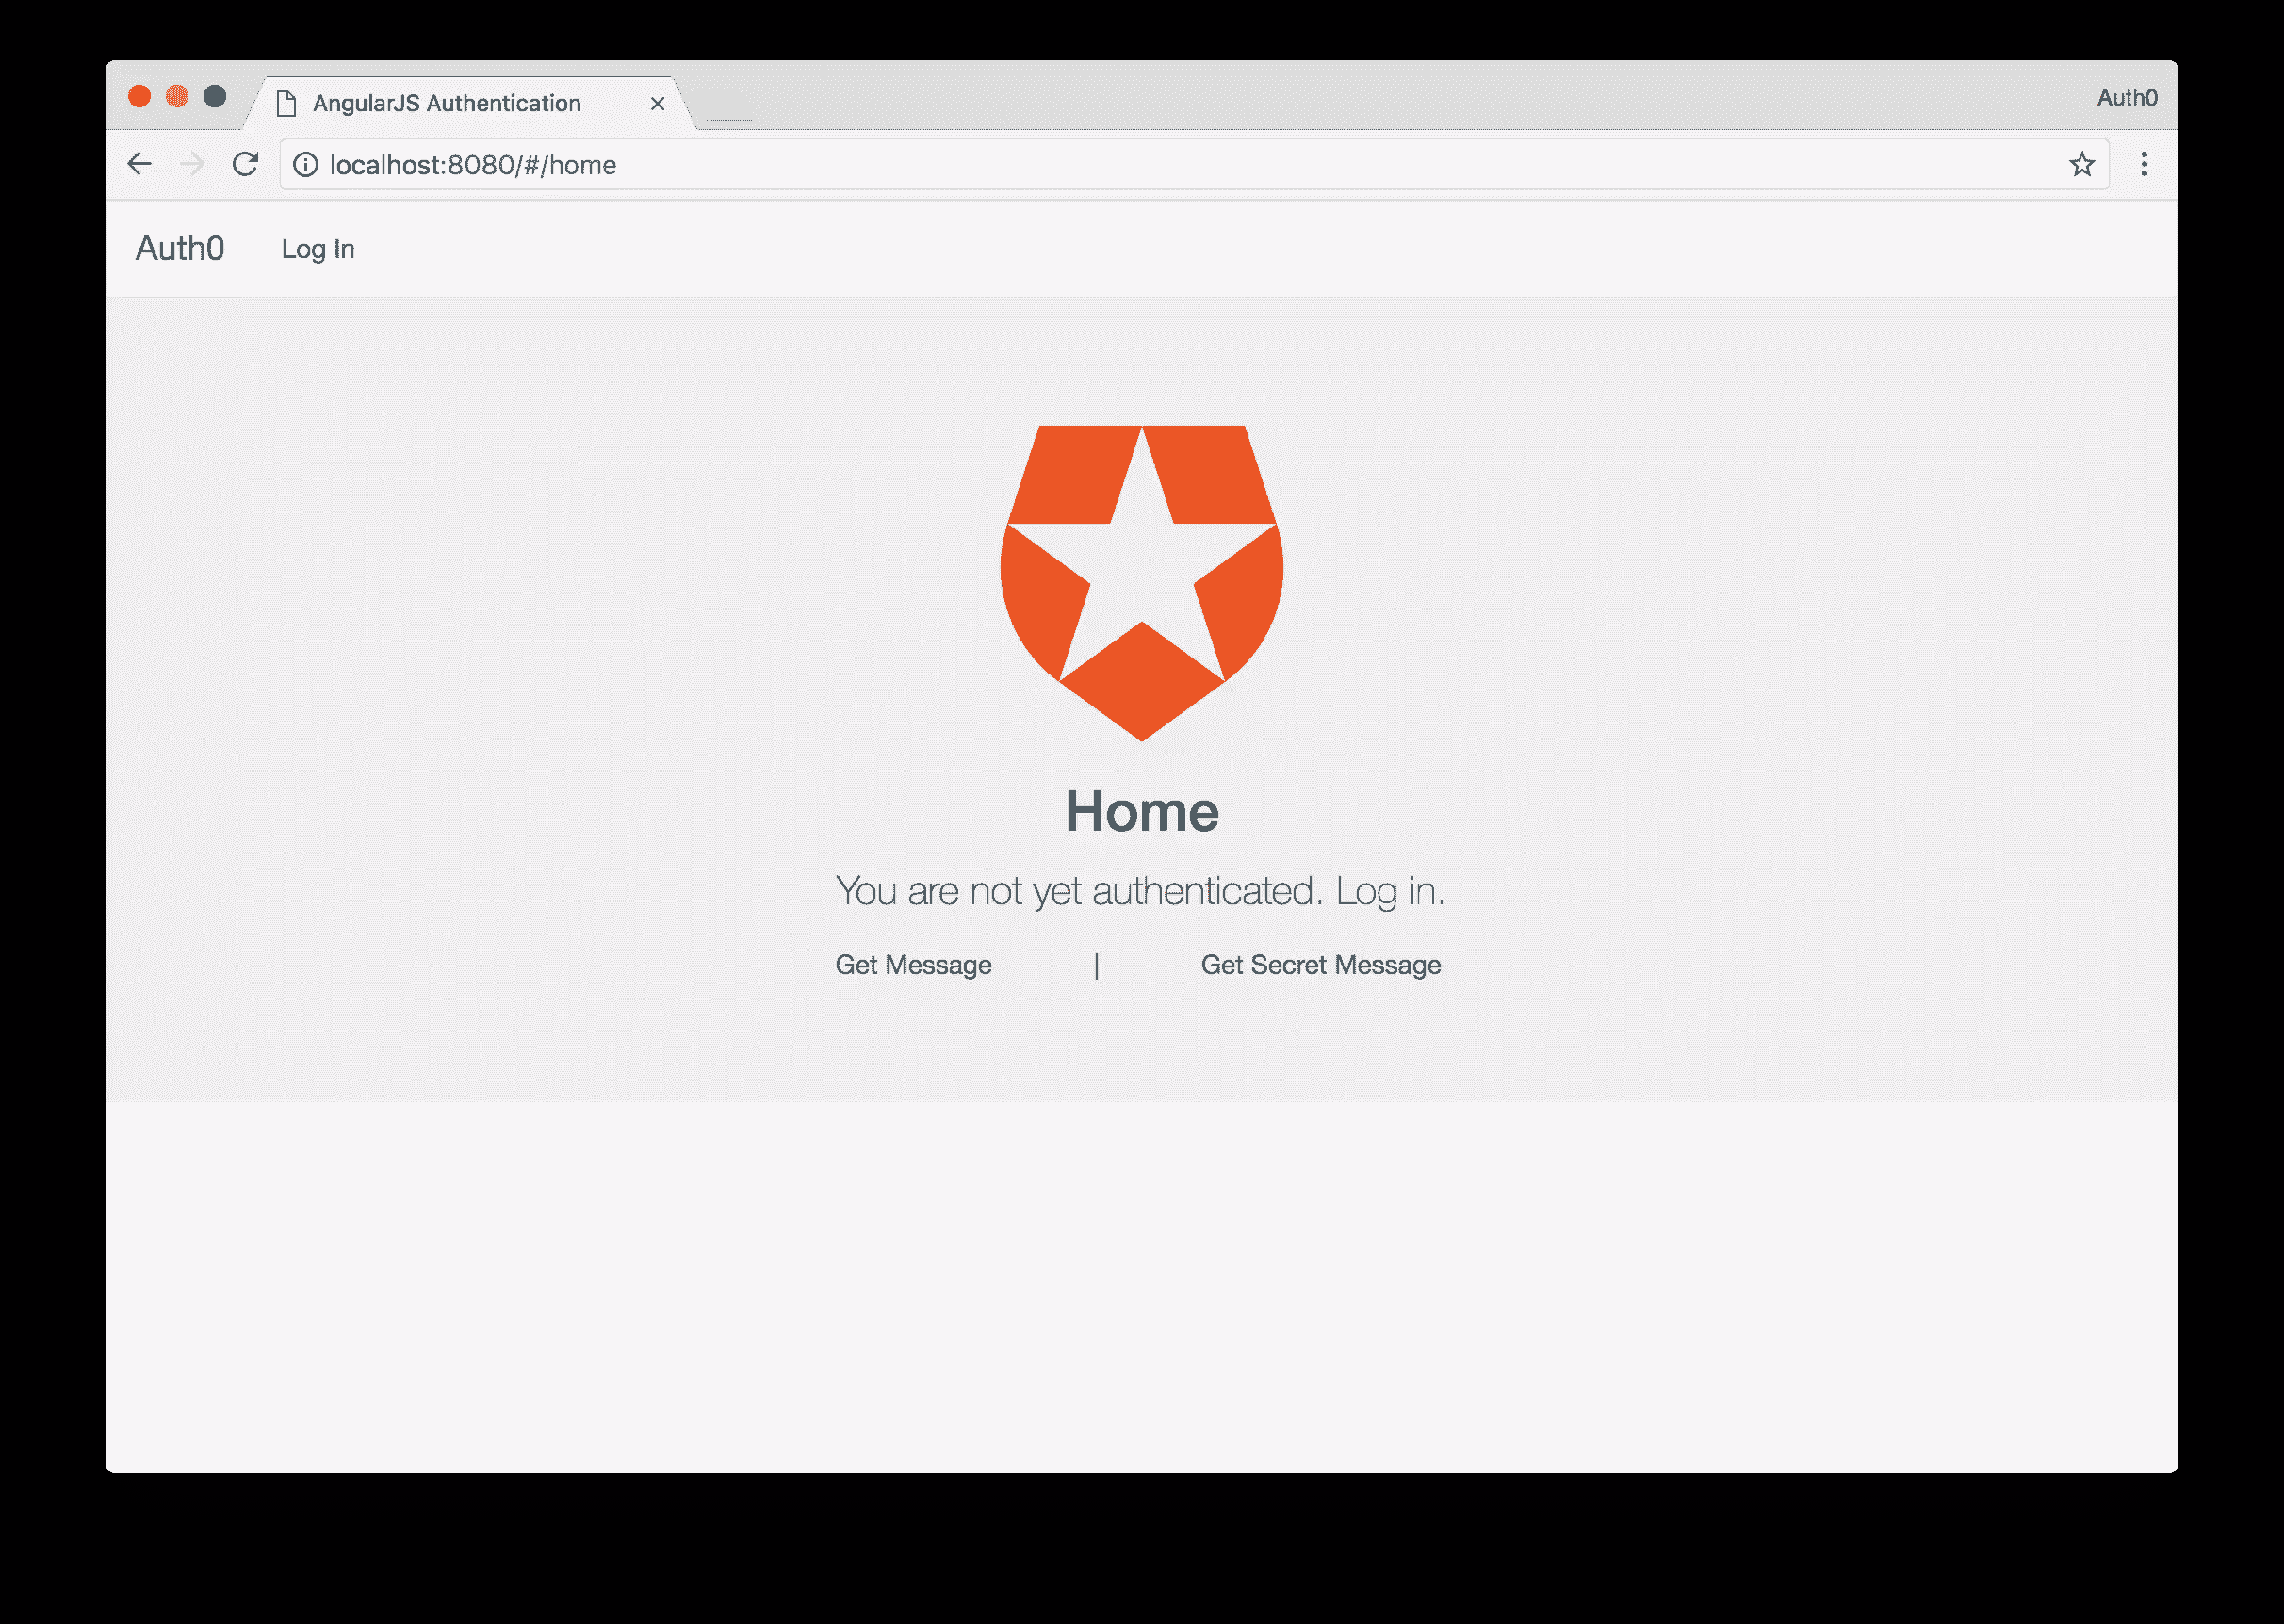 AngularJS Authentication
Auth0
localhost:8080/#/home
Auth0 Log In
Home
You are not yet authenticated. Log in.
Get Message | Get Secret Message